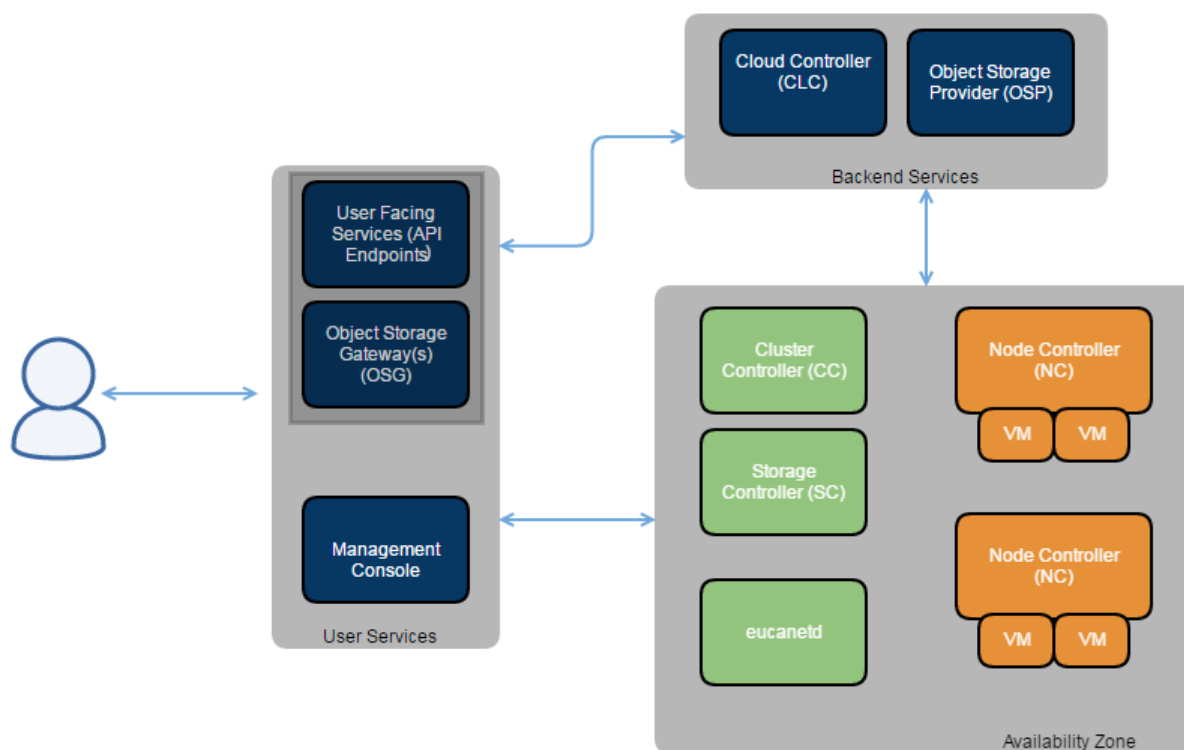 Cloud Controller
(CLC)
Object Storage
Provider (OSP)
Backend Services
User Facing
Services (API
Endpoints)
Object Storage
Gateway(s)
(OSG)
Management
Console
User Services
Cluster
Controller (CC)
Storage
Controller (SC)
eucanetd
Node Controller
(NC)
VM
VM
Node Controller
(NC)
VM
VM
Availability Zone